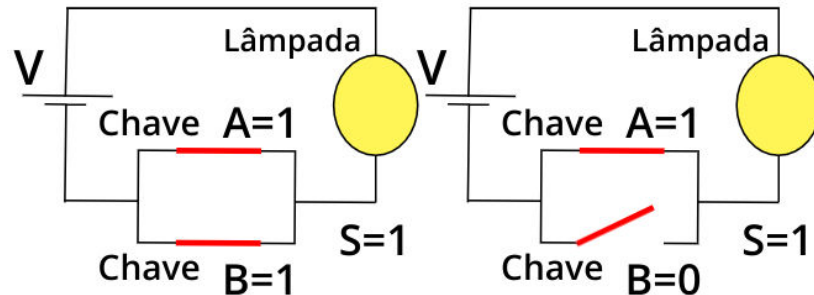 Lâmpada
V
Chave A=1
S=1
Chave B=1
Lâmpada
V
Chave A=1
S=1
Chave B=0